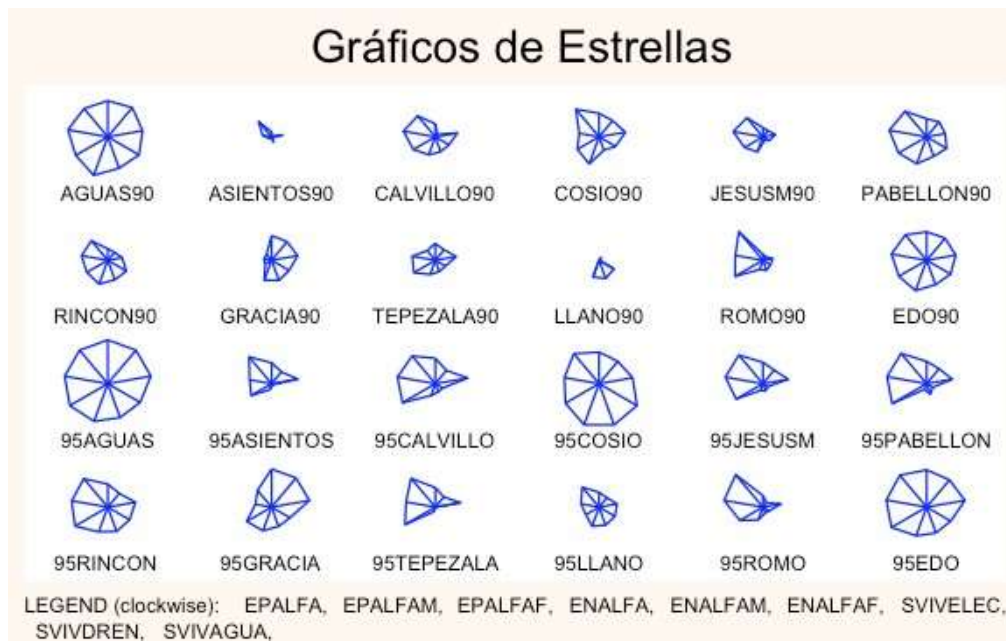 Gráficos de Estrellas
AGUAS90 ASIENTOS90 CALVILLO90 COSIO90 JESUSM90 PABELLON90
RINCON90 GRACIA90 TEPEZALA90 LLANO90 ROMO90 EDO90
95AGUAS 95ASIENTOS 95CALVILLO 95COSIO 95JESUSM 95PABELLON
95RINCON 95GRACIA 95TEPEZALA 95LLANO 95ROMO 95EDO
LEGEND (clockwise): EPALFA, EPALFAM, EPALFAF, ENALFA, ENALFAM, ENALFAF, SVIVELEC,
SVIVDREN, SVIVAGUA,